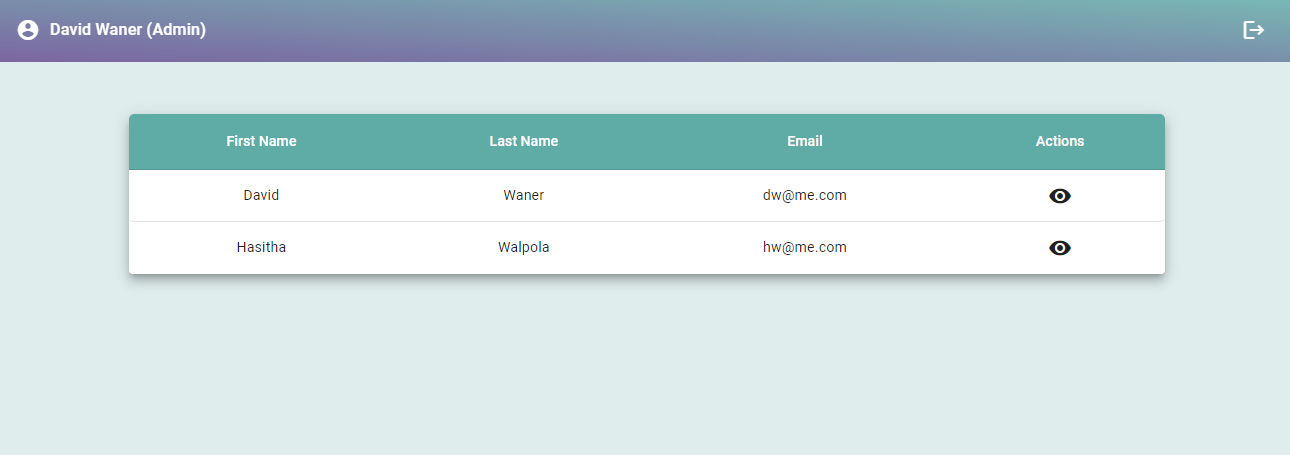 David Waner (Admin)
First Name Last Name Email Actions
David Waner dw@me.com
Hasitha Walpola hw@me.com